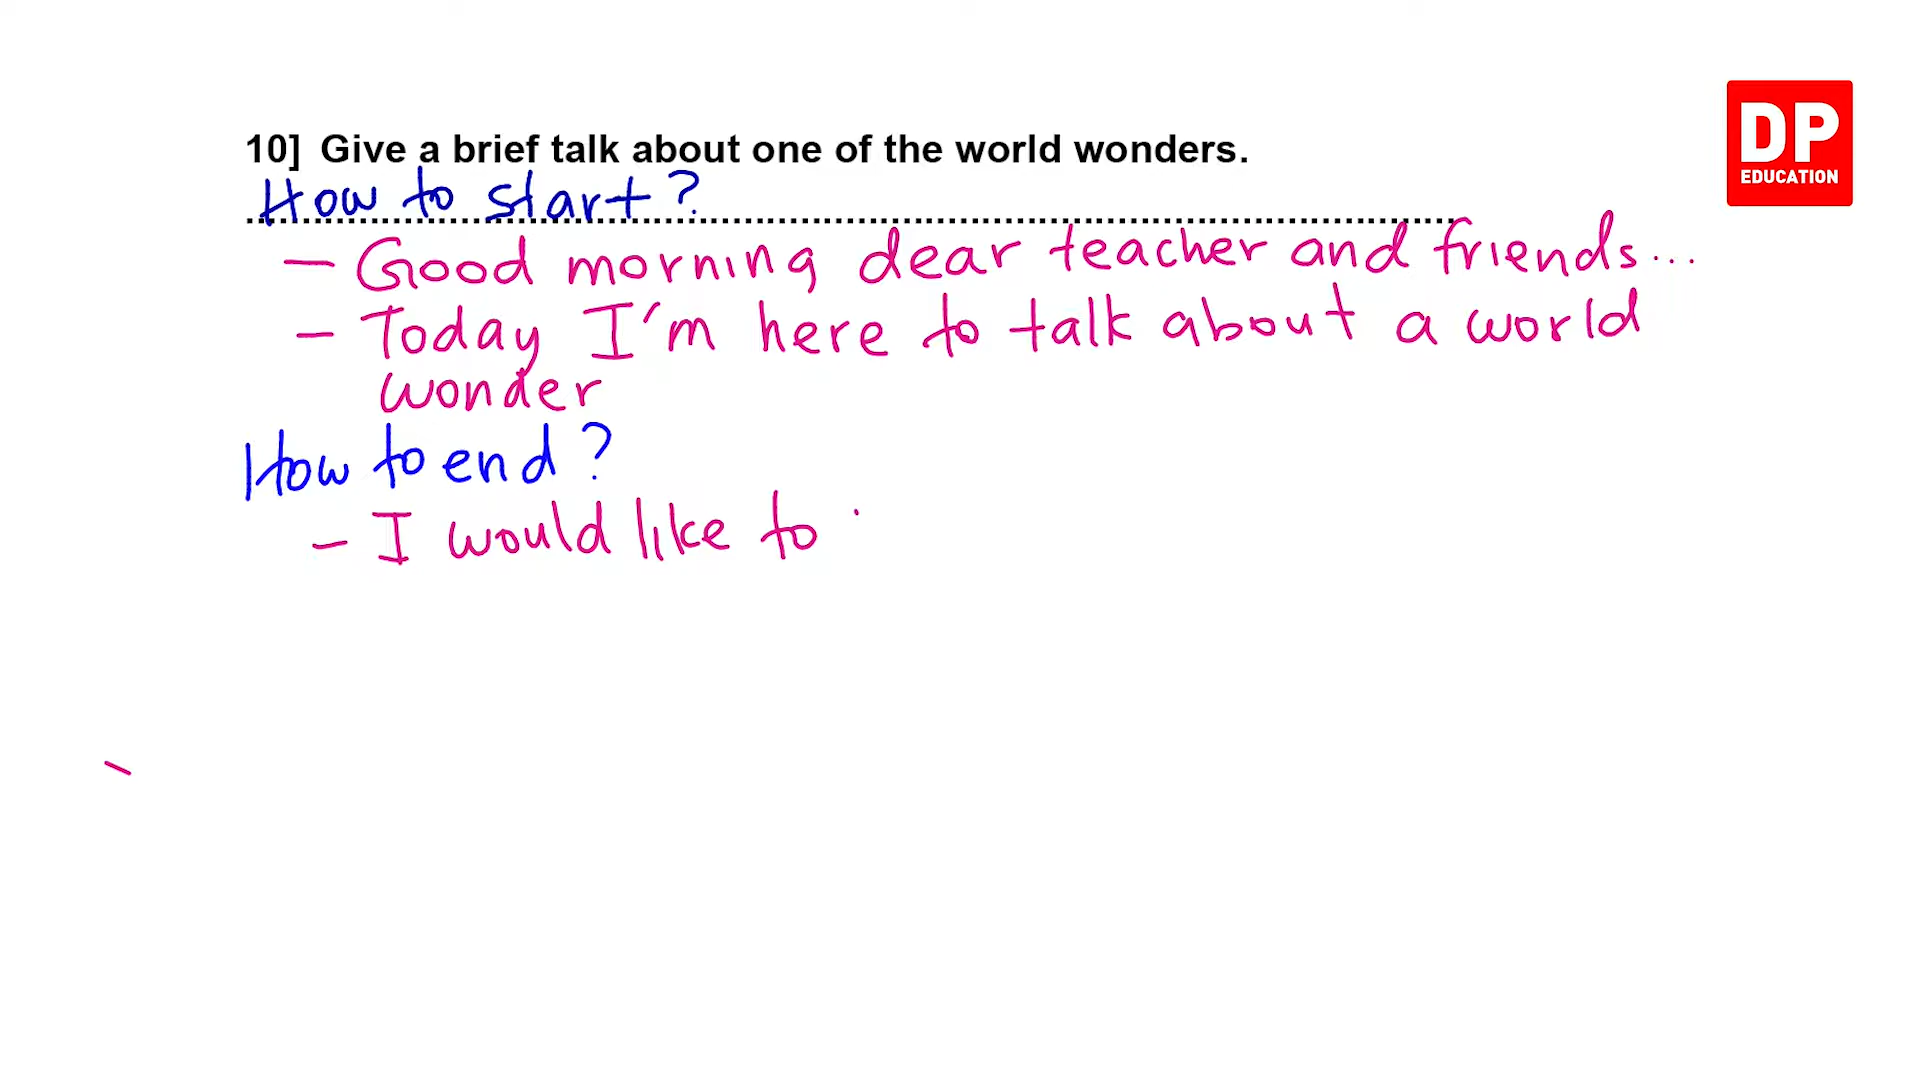 DP
EDUCATION
10] Give a brief talk about one of the world wonders.
How to start?
- Good morning dear teacher and friends...
- Today I'm here to talk about a world
wonder
How to end?
- I would like to